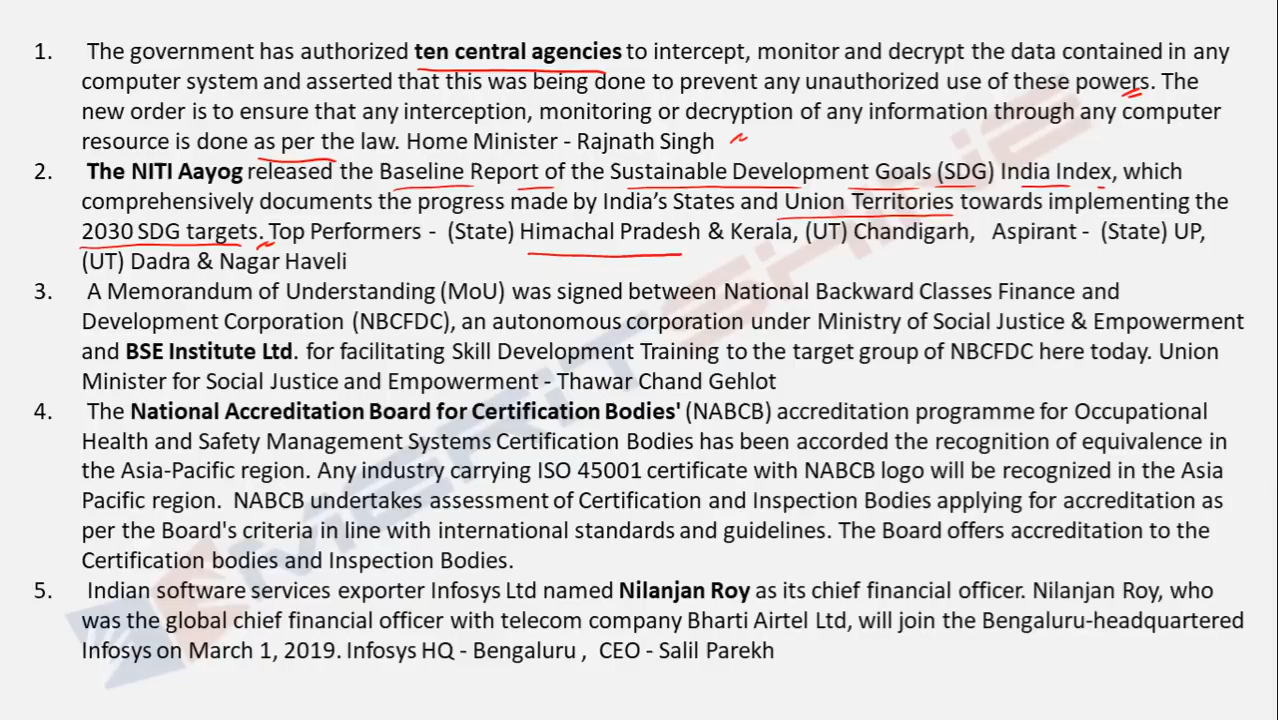 1. The government has authorized ten central agencies to intercept, monitor and decrypt the data contained in any
computer system and asserted that this was being done to prevent any unauthorized use of these powers. The
new order is to ensure that any interception, monitoring or decryption of any information through any computer
resource is done as per the law. Home Minister - Rajnath Singh
2. The NITI Aayog released the Baseline Report of the Sustainable Development Goals (SDG) India Index, which
comprehensively documents the progress made by India's States and Union Territories towards implementing the
2030 SDG targets. Top Performers - (State) Himachal Pradesh & Kerala, (UT) Chandigarh, Aspirant - (State) UP,
(UT) Dadra & Nagar Haveli
3. A Memorandum of Understanding (MoU) was signed between National Backward Classes Finance and
Development Corporation (NBCFDC), an autonomous corporation under Ministry of Social Justice & Empowerment
and BSE Institute Ltd. for facilitating Skill Development Training to the target group of NBCFDC here today. Union
Minister for Social Justice and Empowerment - Thawar Chand Gehlot
4. The National Accreditation Board for Certification Bodies' (NABCB) accreditation programme for Occupational
Health and Safety Management Systems Certification Bodies has been accorded the recognition of equivalence in
the Asia-Pacific region. Any industry carrying ISO 45001 certificate with NABCB logo will be recognized in the Asia
Pacific region. NABCB undertakes assessment of Certification and Inspection Bodies applying for accreditation as
per the Board's criteria in line with international standards and guidelines. The Board offers accreditation to the
Certification bodies and Inspection Bodies.
5. Indian software services exporter Infosys Ltd named Nilanjan Roy as its chief financial officer. Nilanjan Roy, who
was the global chief financial officer with telecom company Bharti Airtel Ltd, will join the Bengaluru-headquartered
Infosys on March 1, 2019. Infosys HQ - Bengaluru , CEO - Salil Parekh
MERITSHINE